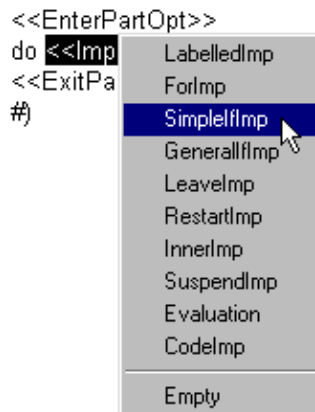 <<EnterPartOpt>>
do <<Imp
<<ExitPa
#)
LabelledImp
ForImp
SimpleIfImp
GeneralIfImp
LeaveImp
RestartImp
InnerImp
SuspendImp
Evaluation
CodeImp
Empty